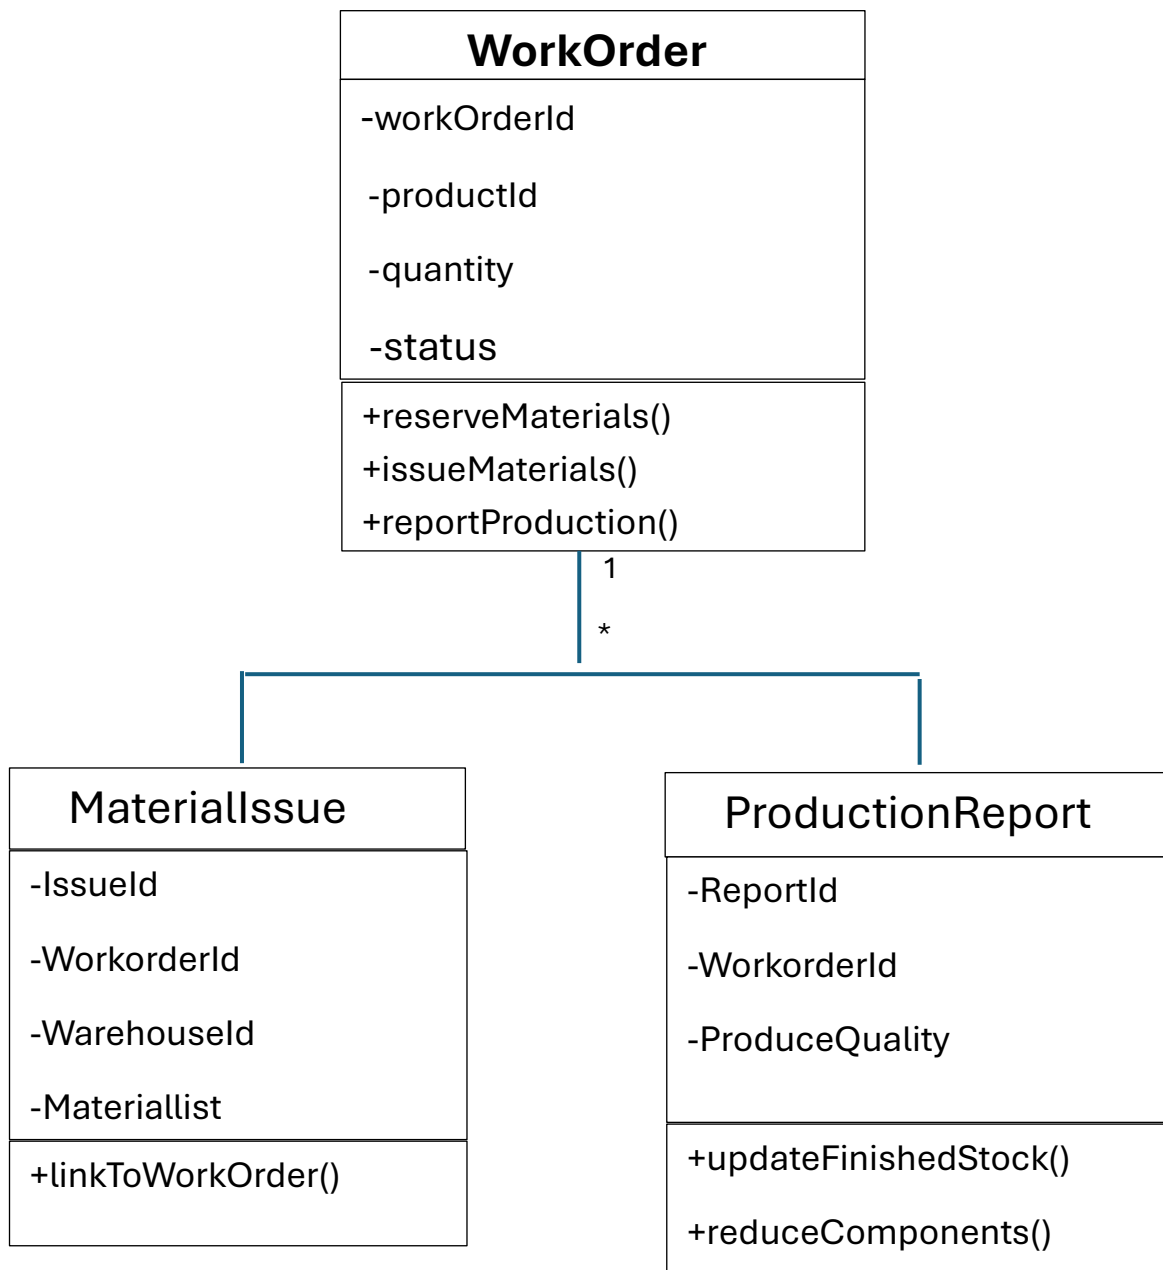 WorkOrder
-workOrderId
-productId
-quantity
-status
+reserveMaterials()
+issueMaterials()
+reportProduction()
1
*
MaterialIssue
-IssueId
-WorkorderId
-WarehouseId
-Materiallist
+linkToWorkOrder()
ProductionReport
-ReportId
-WorkorderId
-ProduceQuality
+updateFinishedStock()
+reduceComponents()